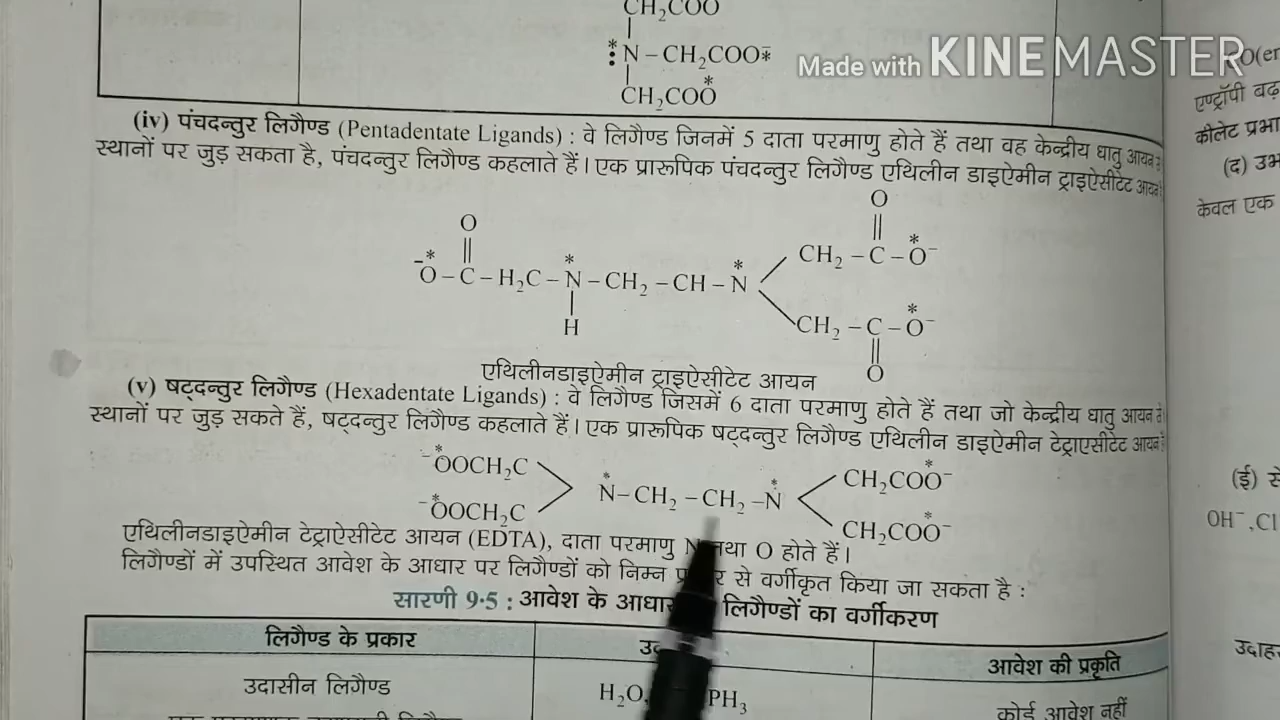 CH₂COO
Made with KINEMASTER
*:N – CH₂COO⁻*
CH₂COO*
एण्ट्रॉपी बढ़
कीलेट प्रभा
(द) उभ
केवल एक
(iv) पंचदन्तुर लिगैण्ड (Pentadentate Ligands) : वे लिगैण्ड जिनमें 5 दाता परमाणु होते हैं तथा वह केन्द्रीय धातु आयन
स्थानों पर जुड़ सकता है, पंचदन्तुर लिगैण्ड कहलाते हैं। एक प्रारूपिक पंचदन्तुर लिगैण्ड एथिलीन डाइऐमीन ट्राइऐसीटेट आयन
O
O
CH₂ – C – O*⁻
⁻*O – C – H₂C – N* – CH₂ – CH – N*
H
CH₂ – C – O*⁻
O
एथिलीनडाइऐमीन ट्राइऐसीटेट आयन
(v) षट्दन्तुर लिगैण्ड (Hexadentate Ligands) : वे लिगैण्ड जिसमें 6 दाता परमाणु होते हैं तथा जो केन्द्रीय धातु आयन
स्थानों पर जुड़ सकते हैं, षट्दन्तुर लिगैण्ड कहलाते हैं। एक प्रारूपिक षट्दन्तुर लिगैण्ड एथिलीन डाइऐमीन टेट्राएसीटेट आयन
⁻*OOCH₂C CH₂COO*⁻
N* – CH₂ – CH₂ – N*
⁻*OOCH₂C CH₂COO*⁻
एथिलीनडाइऐमीन टेट्राऐसीटेट आयन (EDTA), दाता परमाणु N तथा O होते हैं।
लिगैण्डों में उपस्थित आवेश के आधार पर लिगैण्डों को निम्न से वर्गीकृत किया जा सकता है :
सारणी 9·5 : आवेश के आधार लिगैण्डों का वर्गीकरण
लिगैण्ड के प्रकार
आवेश की प्रकृति
उदासीन लिगैण्ड H₂O, PH₃ कोई आवेश नहीं
(ई)
OH⁻, Cl